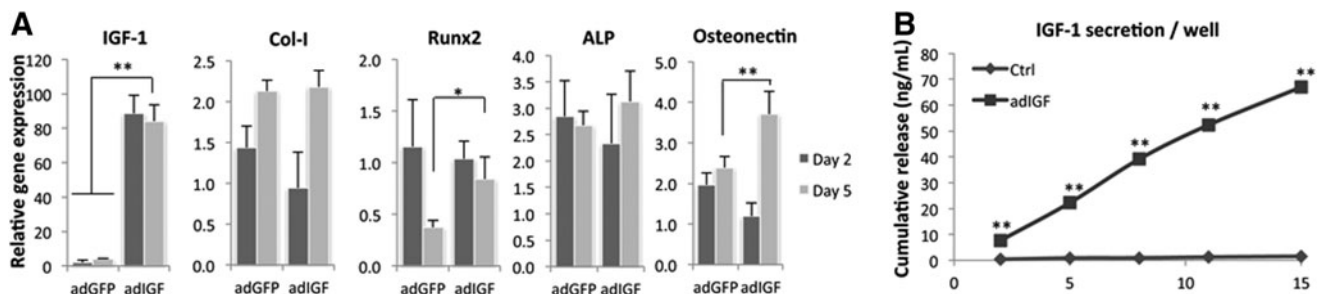 A
IGF-1
Col-I
Runx2
ALP
Osteonectin
Relative gene expression
120
100
80
60
40
20
0
**
adGFP adIGF
2.5
2.0
1.5
1.0
0.5
0.0
adGFP adIGF
2.0
1.5
1.0
0.5
0.0
*
adGFP adIGF
4.0
3.5
3.0
2.5
2.0
1.5
1.0
0.5
0.0
adGFP adIGF
5.0
4.0
3.0
2.0
1.0
0.0
**
adGFP adIGF
Day 2
Day 5
B
IGF-1 secretion / well
Cumulative release (ng/mL)
80
70
60
50
40
30
20
10
0
Ctrl
adIGF
** ** ** ** **
0 5 10 15